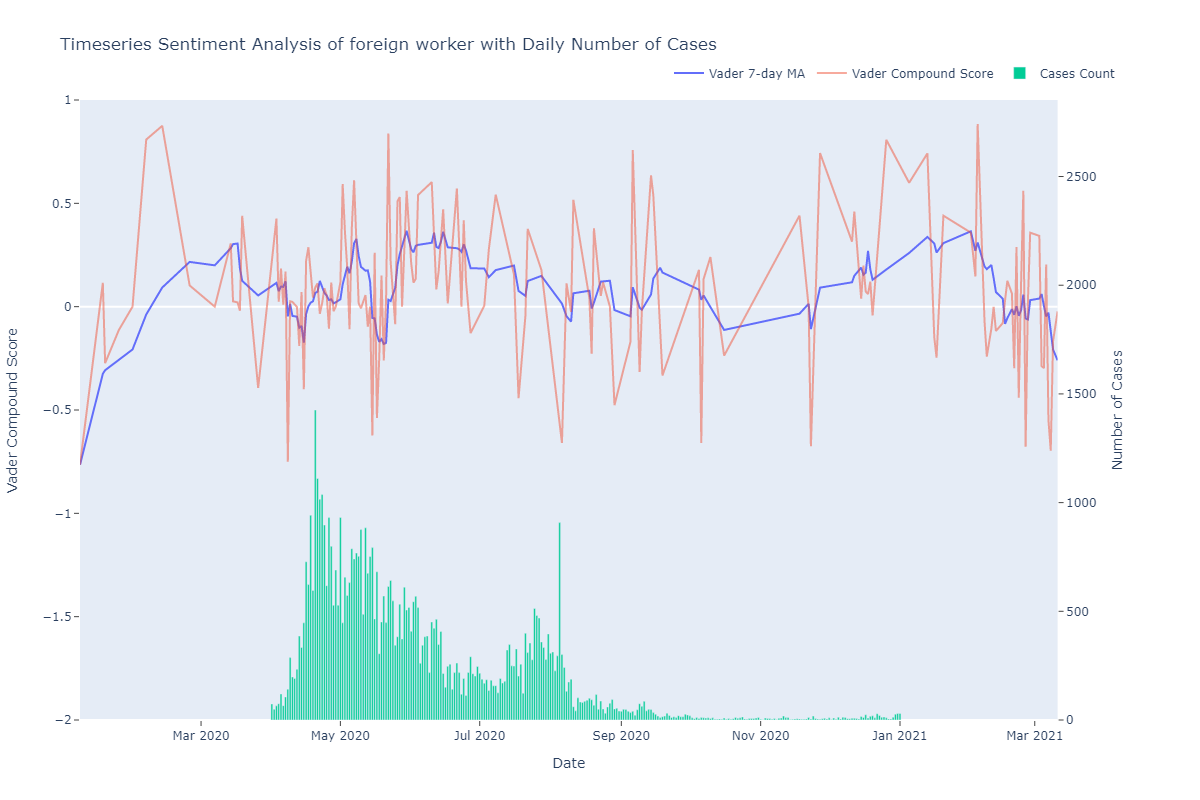 Timeseries Sentiment Analysis of foreign worker with Daily Number of Cases
Vader 7-day MA Vader Compound Score Cases Count
1
0.5
0
−0.5
−1
−1.5
−2
Vader Compound Score
2500
2000
1500
1000
500
0
Number of Cases
Mar 2020 May 2020 Jul 2020 Sep 2020 Nov 2020 Jan 2021 Mar 2021
Date